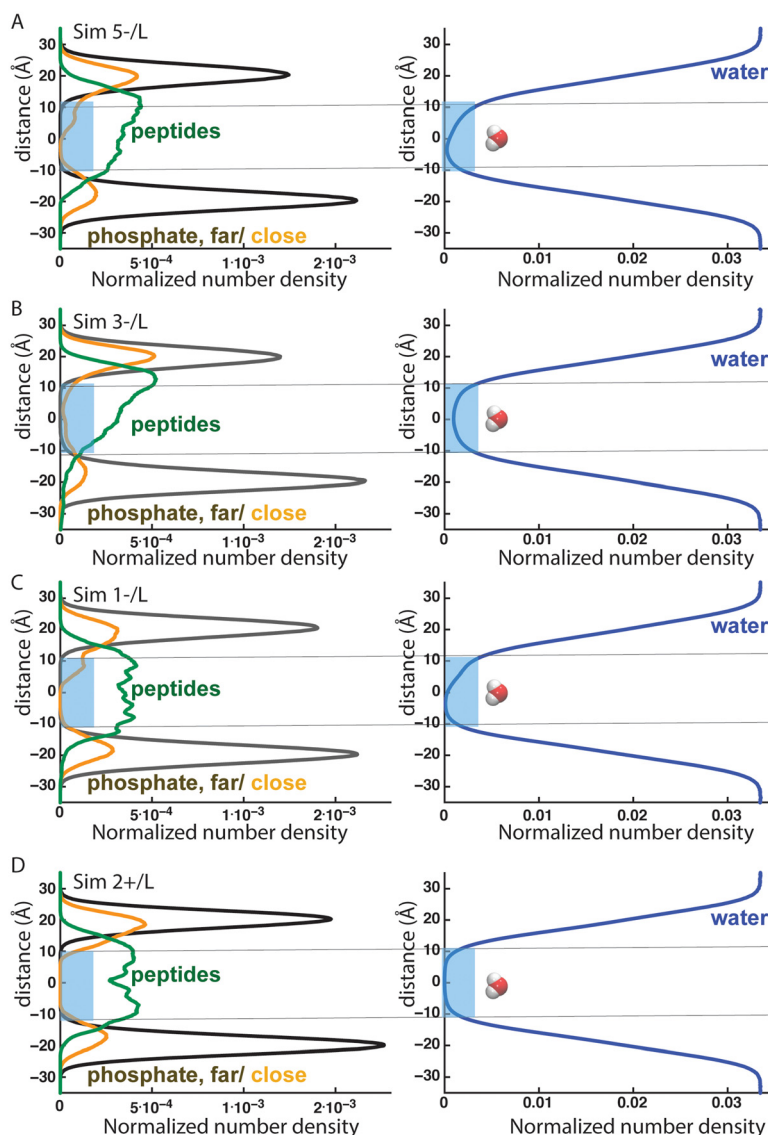 A
Sim 5-/L
30
20
10
0
−10
−20
−30
distance (Å)
peptides
phosphate, far/ close
0
5·10⁻⁴
1·10⁻³
2·10⁻³
Normalized number density
30
20
10
0
−10
−20
−30
distance (Å)
water
0
0.01
0.02
0.03
Normalized number density
B
Sim 3-/L
30
20
10
0
−10
−20
−30
distance (Å)
peptides
phosphate, far/ close
0
5·10⁻⁴
1·10⁻³
2·10⁻³
Normalized number density
30
20
10
0
−10
−20
−30
distance (Å)
water
0
0.01
0.02
0.03
Normalized number density
C
Sim 1-/L
30
20
10
0
−10
−20
−30
distance (Å)
peptides
phosphate, far/ close
0
5·10⁻⁴
1·10⁻³
2·10⁻³
Normalized number density
30
20
10
0
−10
−20
−30
distance (Å)
water
0
0.01
0.02
0.03
Normalized number density
D
Sim 2+/L
30
20
10
0
−10
−20
−30
distance (Å)
peptides
phosphate, far/ close
0
5·10⁻⁴
1·10⁻³
2·10⁻³
Normalized number density
30
20
10
0
−10
−20
−30
distance (Å)
water
0
0.01
0.02
0.03
Normalized number density